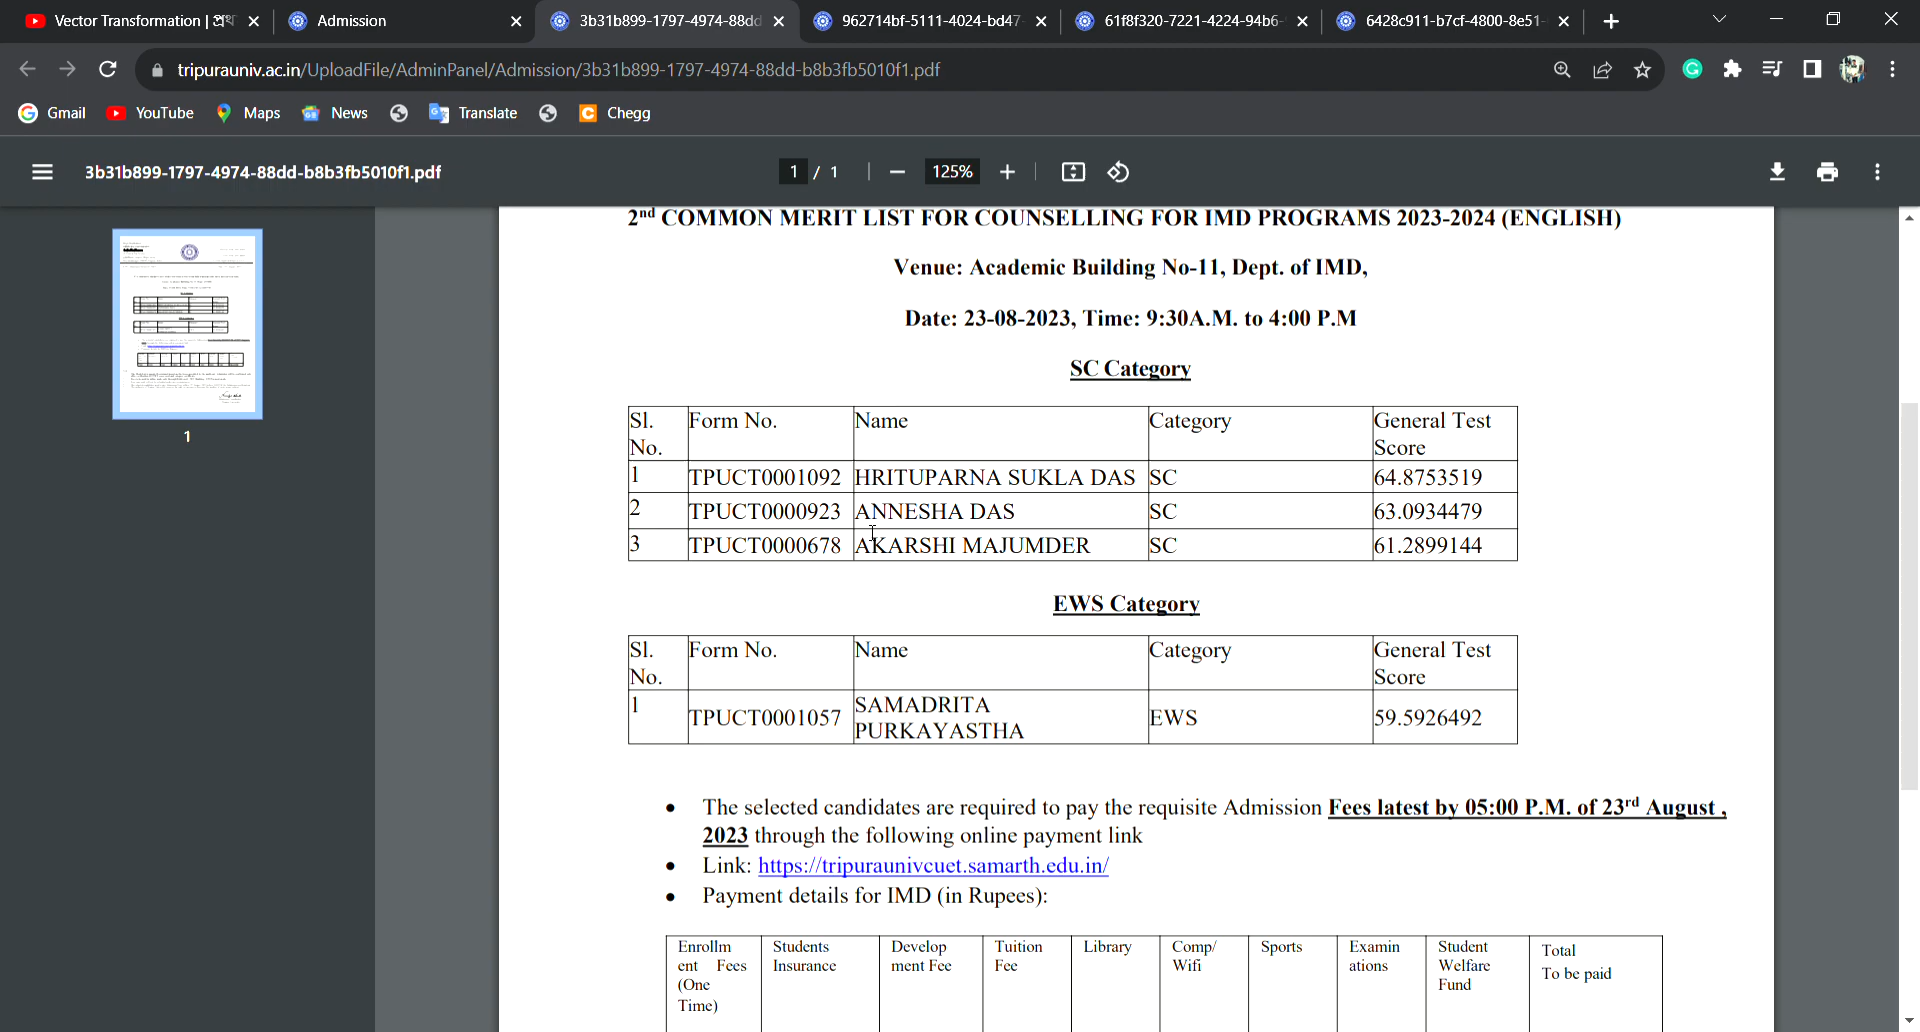 Vector Transformation | প্রথ
Admission
3b31b899-1797-4974-88dd
962714bf-5111-4024-bd47-
61f8f320-7221-4224-94b6-
6428c911-b7cf-4800-8e51-
tripurauniv.ac.in/UploadFile/AdminPanel/Admission/3b31b899-1797-4974-88dd-b8b3fb5010f1.pdf
Gmail YouTube Maps News Translate Chegg
3b31b899-1797-4974-88dd-b8b3fb5010f1.pdf 1 / 1 125%
1
2nd COMMON MERIT LIST FOR COUNSELLING FOR IMD PROGRAMS 2023-2024 (ENGLISH)
Venue: Academic Building No-11, Dept. of IMD,
Date: 23-08-2023, Time: 9:30A.M. to 4:00 P.M
SC Category
Sl. No. Form No. Name Category General Test Score
1 TPUCT0001092 HRITUPARNA SUKLA DAS SC 64.8753519
2 TPUCT0000923 ANNESHA DAS SC 63.0934479
3 TPUCT0000678 AKARSHI MAJUMDER SC 61.2899144
EWS Category
Sl. No. Form No. Name Category General Test Score
1 TPUCT0001057 SAMADRITA PURKAYASTHA EWS 59.5926492
• The selected candidates are required to pay the requisite Admission Fees latest by 05:00 P.M. of 23rd August ,
2023 through the following online payment link
• Link: https://tripuraunivcuet.samarth.edu.in/
• Payment details for IMD (in Rupees):
Enrollm ent Fees (One Time) Students Insurance Develop ment Fee Tuition Fee Library Comp/ Wifi Sports Examin ations Student Welfare Fund Total To be paid